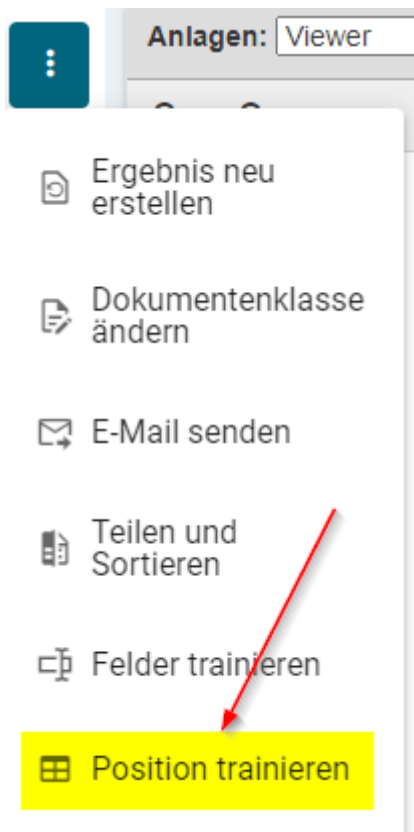 Anlagen: Viewer
Ergebnis neu
erstellen
Dokumentenklasse
ändern
E-Mail senden
Teilen und
Sortieren
Felder trainieren
Position trainieren